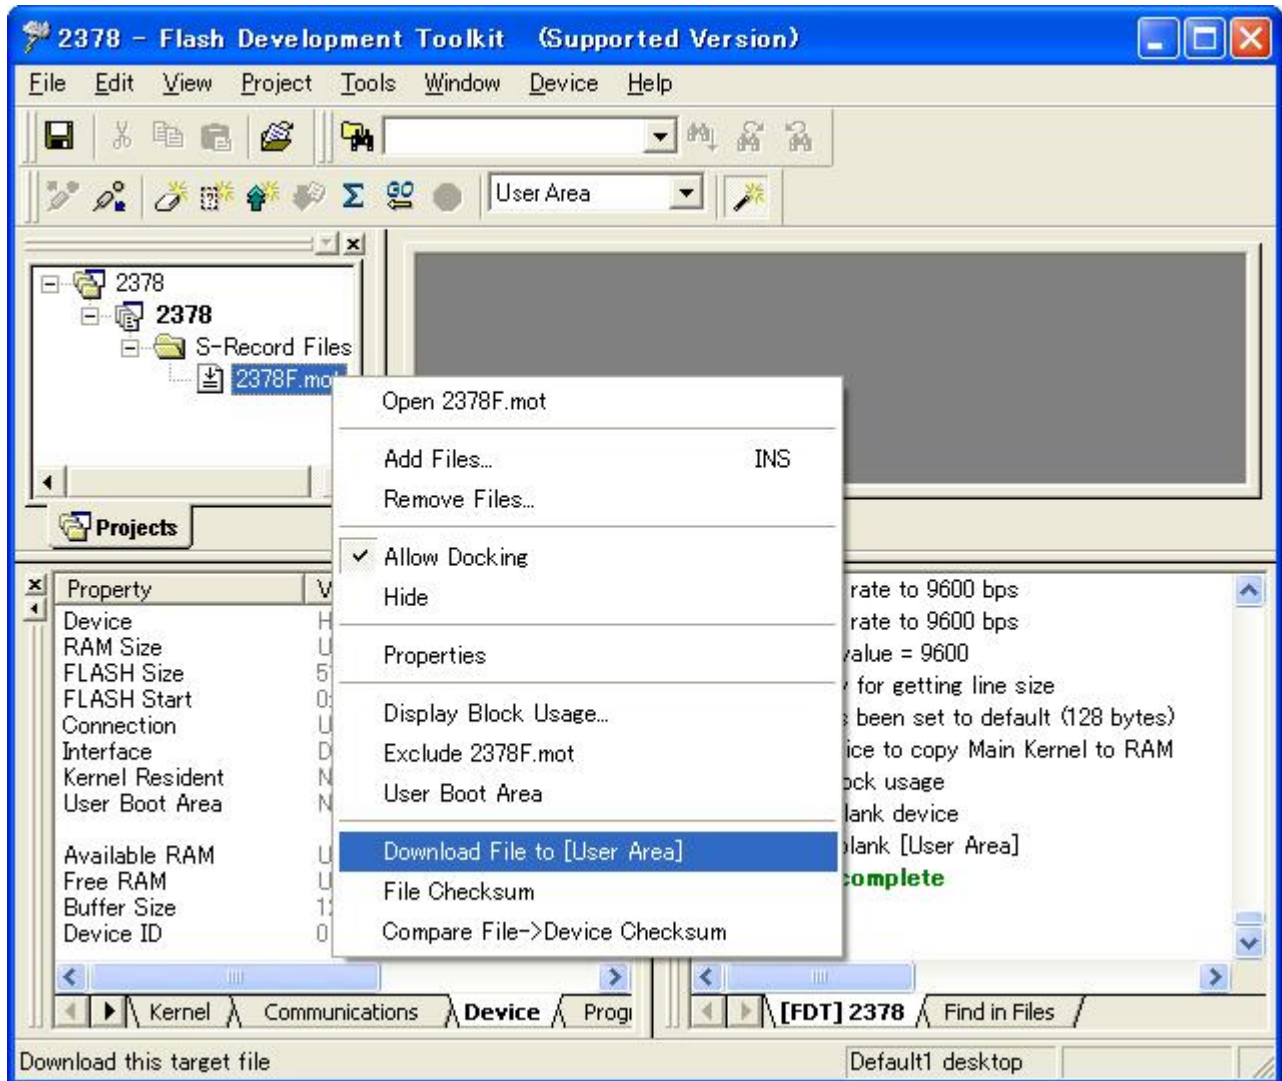 2378 - Flash Development Toolkit (Supported Version)
File Edit View Project Tools Window Device Help
User Area
2378
2378
S-Record Files
2378F.mot
Open 2378F.mot
Add Files... INS
Remove Files...
Allow Docking
Hide
Properties
Display Block Usage...
Exclude 2378F.mot
User Boot Area
Download File to [User Area]
File Checksum
Compare File->Device Checksum
Projects
Property
Device
RAM Size
FLASH Size
FLASH Start
Connection
Interface
Kernel Resident
User Boot Area
Available RAM
Free RAM
Buffer Size
Device ID
rate to 9600 bps
rate to 9600 bps
value = 9600
for getting line size
been set to default (128 bytes)
to copy Main Kernel to RAM
usage
device
[User Area]
complete
Kernel Communications Device
[FDT] 2378 Find in Files
Download this target file
Default1 desktop